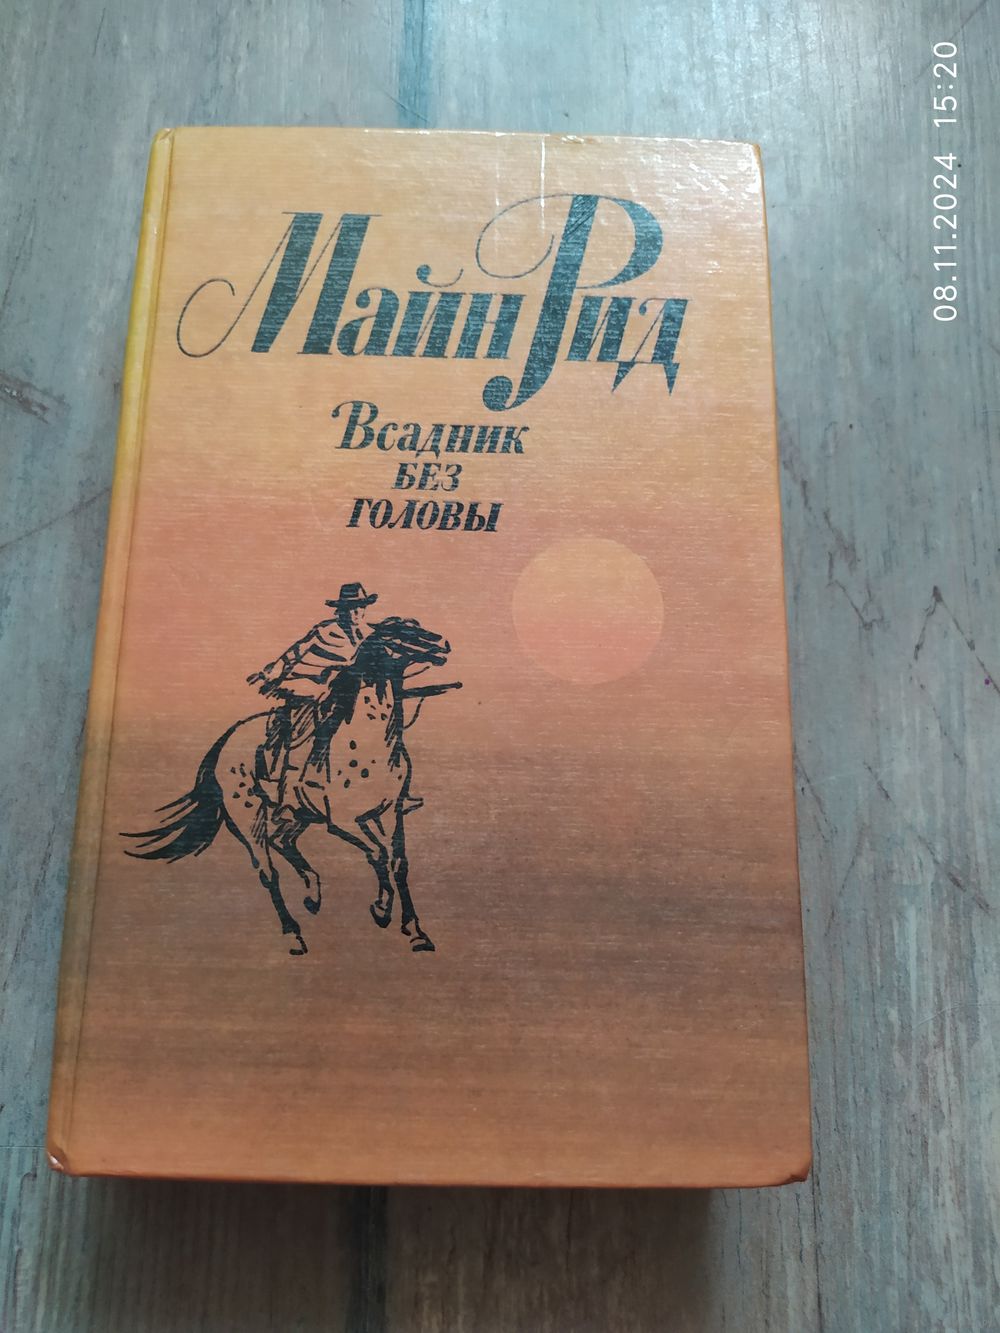 Майн Рид
Всадник
без
головы
08.11.2024 15:20